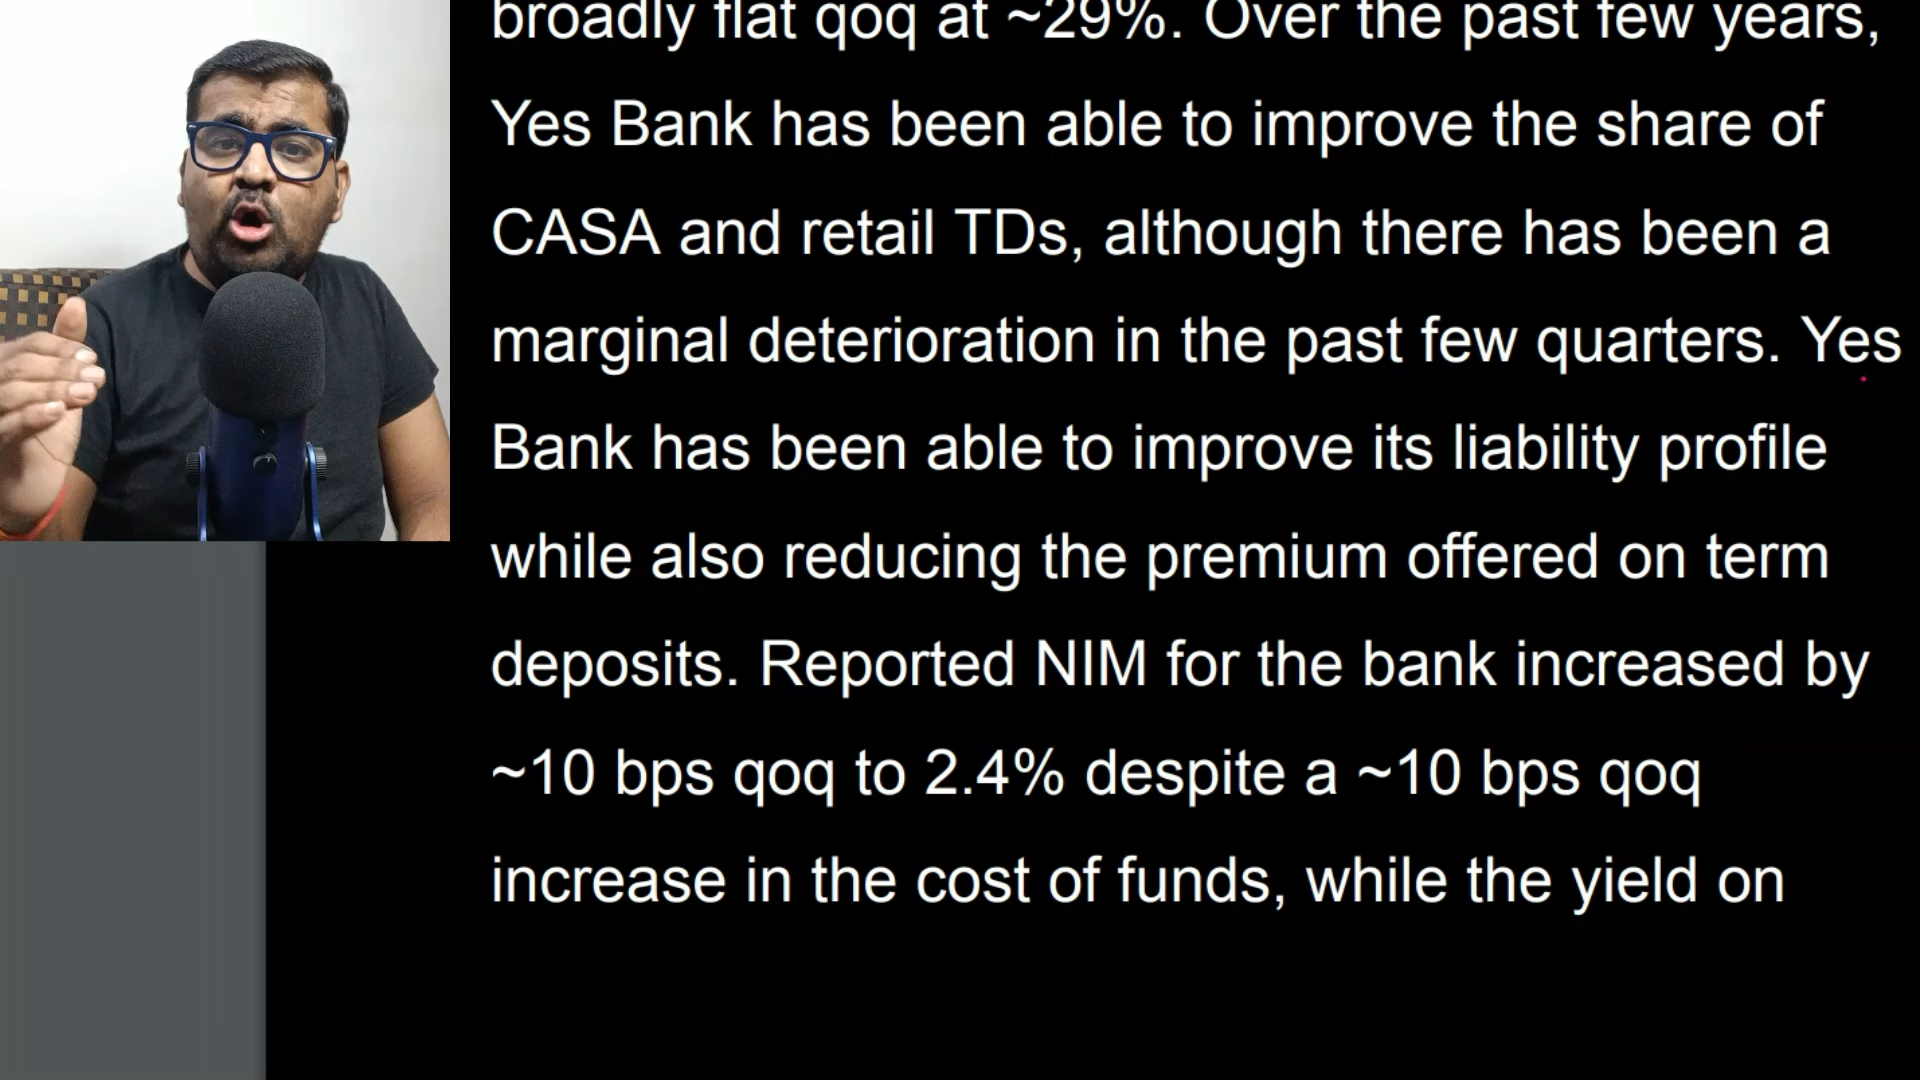 broadly flat qoq at ~29%. Over the past few years,
Yes Bank has been able to improve the share of
CASA and retail TDs, although there has been a
marginal deterioration in the past few quarters. Yes
Bank has been able to improve its liability profile
while also reducing the premium offered on term
deposits. Reported NIM for the bank increased by
~10 bps qoq to 2.4% despite a ~10 bps qoq
increase in the cost of funds, while the yield on